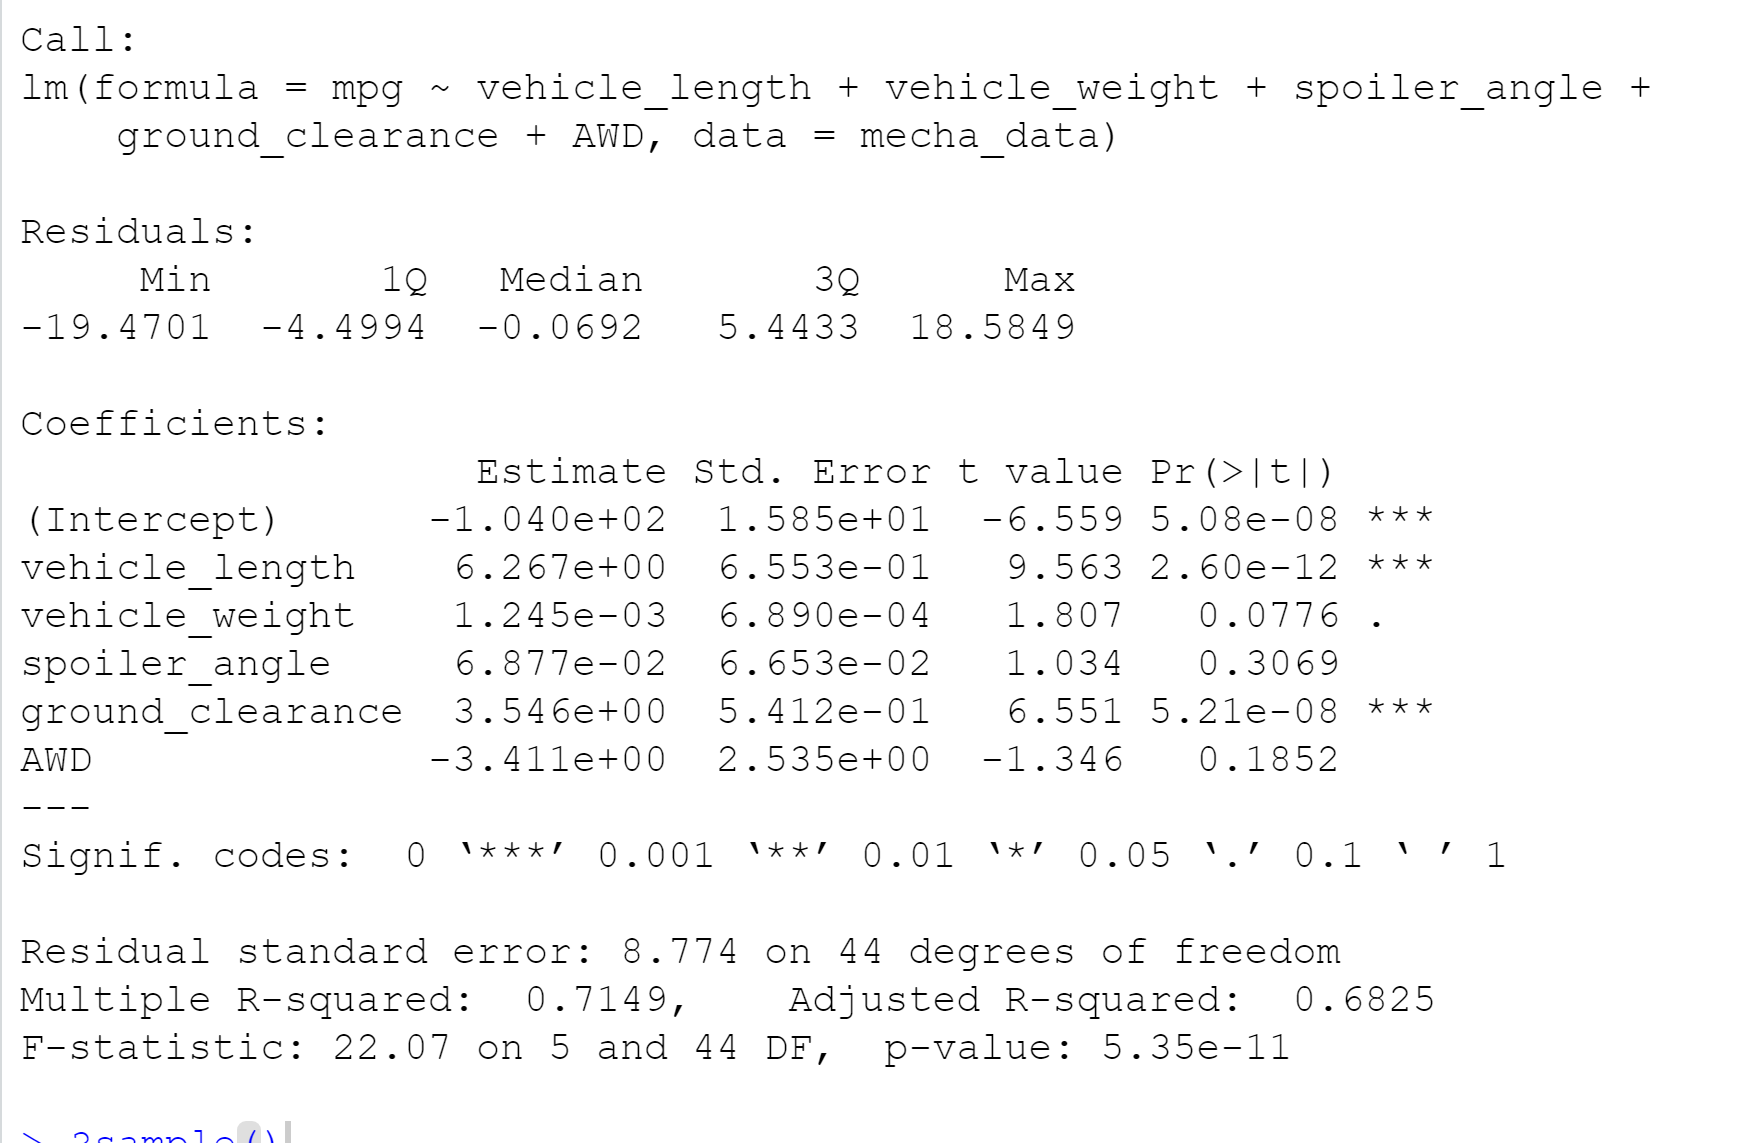 Call:
lm(formula = mpg ~ vehicle_length + vehicle_weight + spoiler_angle +
    ground_clearance + AWD, data = mecha_data)

Residuals:
     Min       1Q   Median       3Q      Max
-19.4701  -4.4994  -0.0692   5.4433  18.5849

Coefficients:
                   Estimate Std. Error t value Pr(>|t|)
(Intercept)      -1.040e+02  1.585e+01  -6.559 5.08e-08 ***
vehicle_length    6.267e+00  6.553e-01   9.563 2.60e-12 ***
vehicle_weight    1.245e-03  6.890e-04   1.807   0.0776 .
spoiler_angle     6.877e-02  6.653e-02   1.034   0.3069
ground_clearance  3.546e+00  5.412e-01   6.551 5.21e-08 ***
AWD              -3.411e+00  2.535e+00  -1.346   0.1852
---
Signif. codes:  0 ‘***’ 0.001 ‘**’ 0.01 ‘*’ 0.05 ‘.’ 0.1 ‘ ’ 1

Residual standard error: 8.774 on 44 degrees of freedom
Multiple R-squared:  0.7149,    Adjusted R-squared:  0.6825
F-statistic: 22.07 on 5 and 44 DF,  p-value: 5.35e-11

> ?sample()